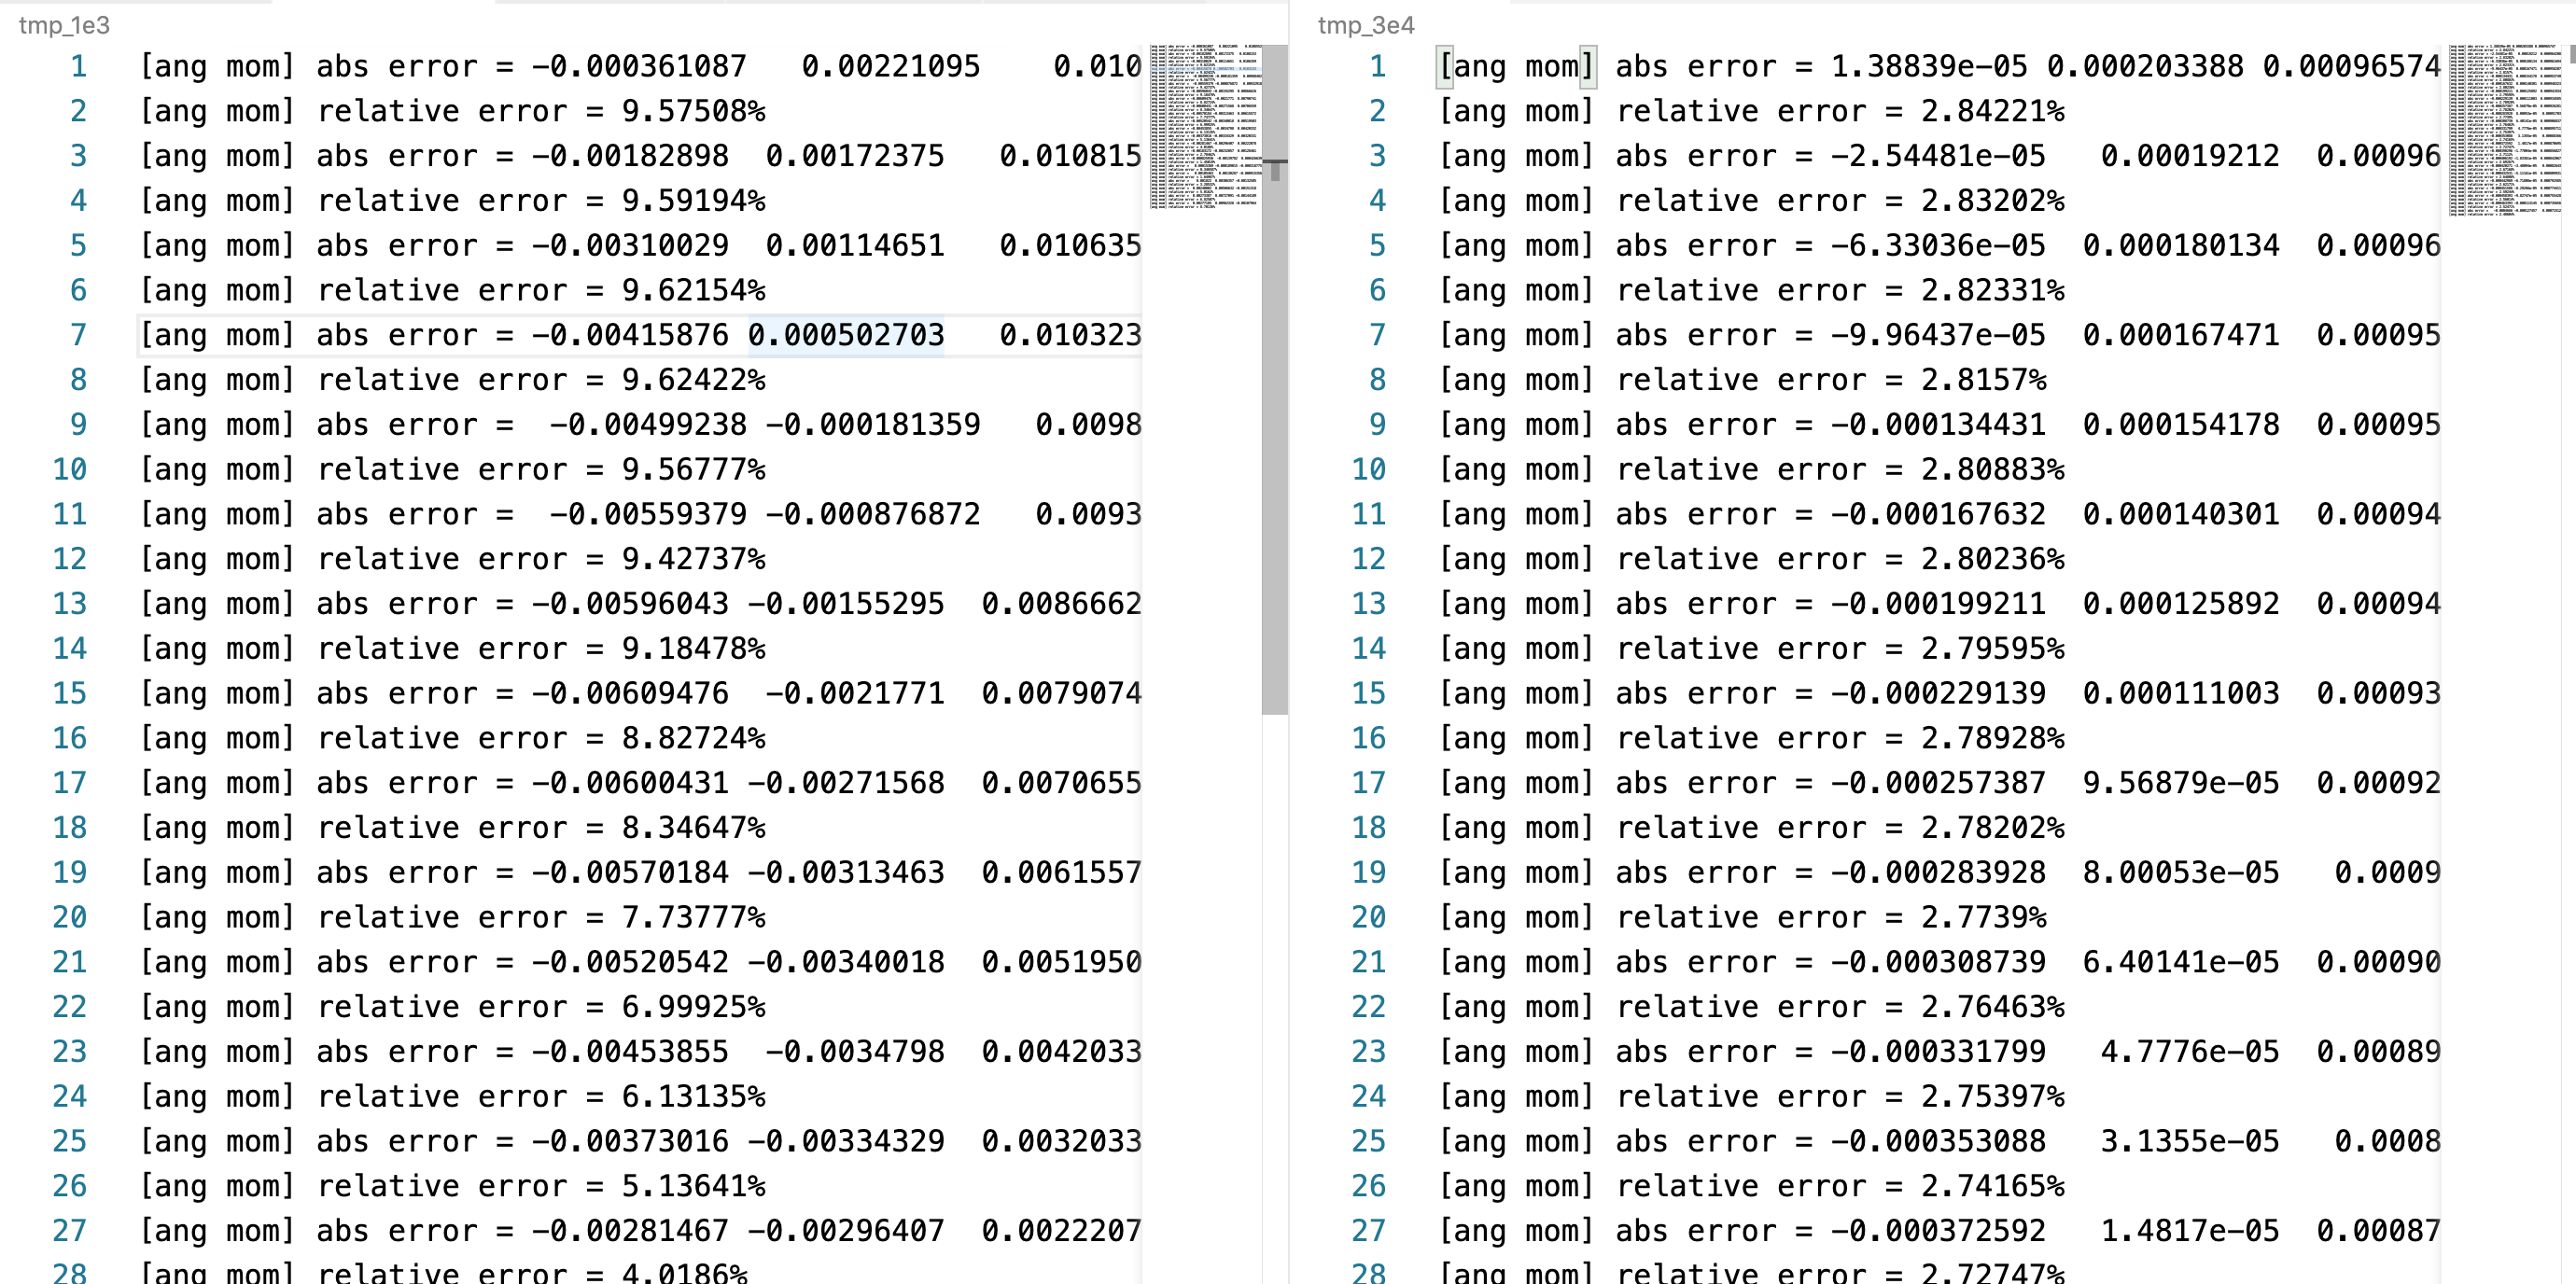 tmp_1e3
1 [ang mom] abs error = -0.000361087 0.00221095 0.010
2 [ang mom] relative error = 9.57508%
3 [ang mom] abs error = -0.00182898 0.00172375 0.010815
4 [ang mom] relative error = 9.59194%
5 [ang mom] abs error = -0.00310029 0.00114651 0.010635
6 [ang mom] relative error = 9.62154%
7 [ang mom] abs error = -0.00415876 0.000502703 0.010323
8 [ang mom] relative error = 9.62422%
9 [ang mom] abs error = -0.00499238 -0.000181359 0.0098
10 [ang mom] relative error = 9.56777%
11 [ang mom] abs error = -0.00559379 -0.000876872 0.0093
12 [ang mom] relative error = 9.42737%
13 [ang mom] abs error = -0.00596043 -0.00155295 0.0086662
14 [ang mom] relative error = 9.18478%
15 [ang mom] abs error = -0.00609476 -0.0021771 0.0079074
16 [ang mom] relative error = 8.82724%
17 [ang mom] abs error = -0.00600431 -0.00271568 0.0070655
18 [ang mom] relative error = 8.34647%
19 [ang mom] abs error = -0.00570184 -0.00313463 0.0061557
20 [ang mom] relative error = 7.73777%
21 [ang mom] abs error = -0.00520542 -0.00340018 0.0051950
22 [ang mom] relative error = 6.99925%
23 [ang mom] abs error = -0.00453855 -0.0034798 0.0042033
24 [ang mom] relative error = 6.13135%
25 [ang mom] abs error = -0.00373016 -0.00334329 0.0032033
26 [ang mom] relative error = 5.13641%
27 [ang mom] abs error = -0.00281467 -0.00296407 0.0022207
28 [ang mom] relative error = 4.0186%
tmp_3e4
1 [ang mom] abs error = 1.38839e-05 0.000203388 0.00096574
2 [ang mom] relative error = 2.84221%
3 [ang mom] abs error = -2.54481e-05 0.00019212 0.00096
4 [ang mom] relative error = 2.83202%
5 [ang mom] abs error = -6.33036e-05 0.000180134 0.00096
6 [ang mom] relative error = 2.82331%
7 [ang mom] abs error = -9.96437e-05 0.000167471 0.00095
8 [ang mom] relative error = 2.8157%
9 [ang mom] abs error = -0.000134431 0.000154178 0.00095
10 [ang mom] relative error = 2.80883%
11 [ang mom] abs error = -0.000167632 0.000140301 0.00094
12 [ang mom] relative error = 2.80236%
13 [ang mom] abs error = -0.000199211 0.000125892 0.00094
14 [ang mom] relative error = 2.79595%
15 [ang mom] abs error = -0.000229139 0.000111003 0.00093
16 [ang mom] relative error = 2.78928%
17 [ang mom] abs error = -0.000257387 9.56879e-05 0.00092
18 [ang mom] relative error = 2.78202%
19 [ang mom] abs error = -0.000283928 8.00053e-05 0.0009
20 [ang mom] relative error = 2.7739%
21 [ang mom] abs error = -0.000308739 6.40141e-05 0.00090
22 [ang mom] relative error = 2.76463%
23 [ang mom] abs error = -0.000331799 4.7776e-05 0.00089
24 [ang mom] relative error = 2.75397%
25 [ang mom] abs error = -0.000353088 3.1355e-05 0.0008
26 [ang mom] relative error = 2.74165%
27 [ang mom] abs error = -0.000372592 1.4817e-05 0.00087
28 [ang mom] relative error = 2.72747%